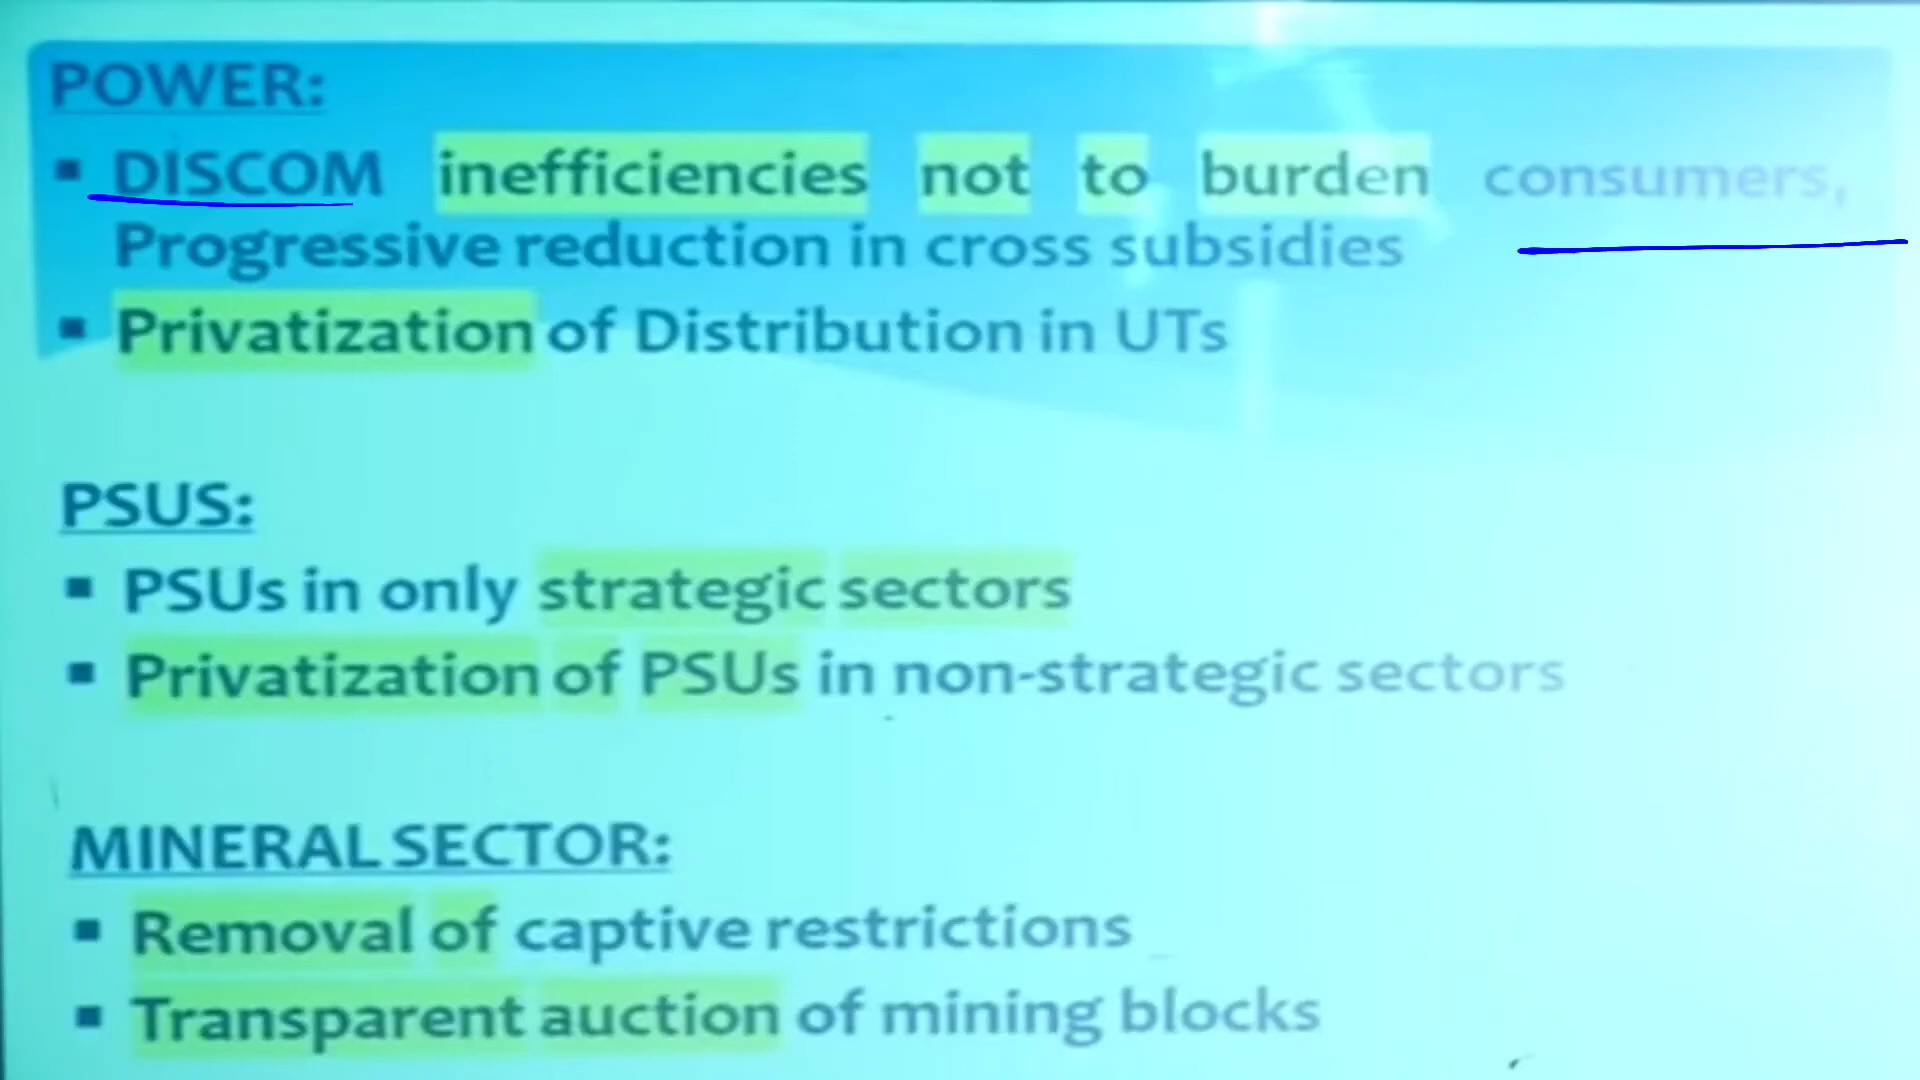 POWER:
▪ DISCOM inefficiencies not to burden consumers,
Progressive reduction in cross subsidies
▪ Privatization of Distribution in UTs
PSUS:
▪ PSUs in only strategic sectors
▪ Privatization of PSUs in non-strategic sectors
MINERAL SECTOR:
▪ Removal of captive restrictions
▪ Transparent auction of mining blocks